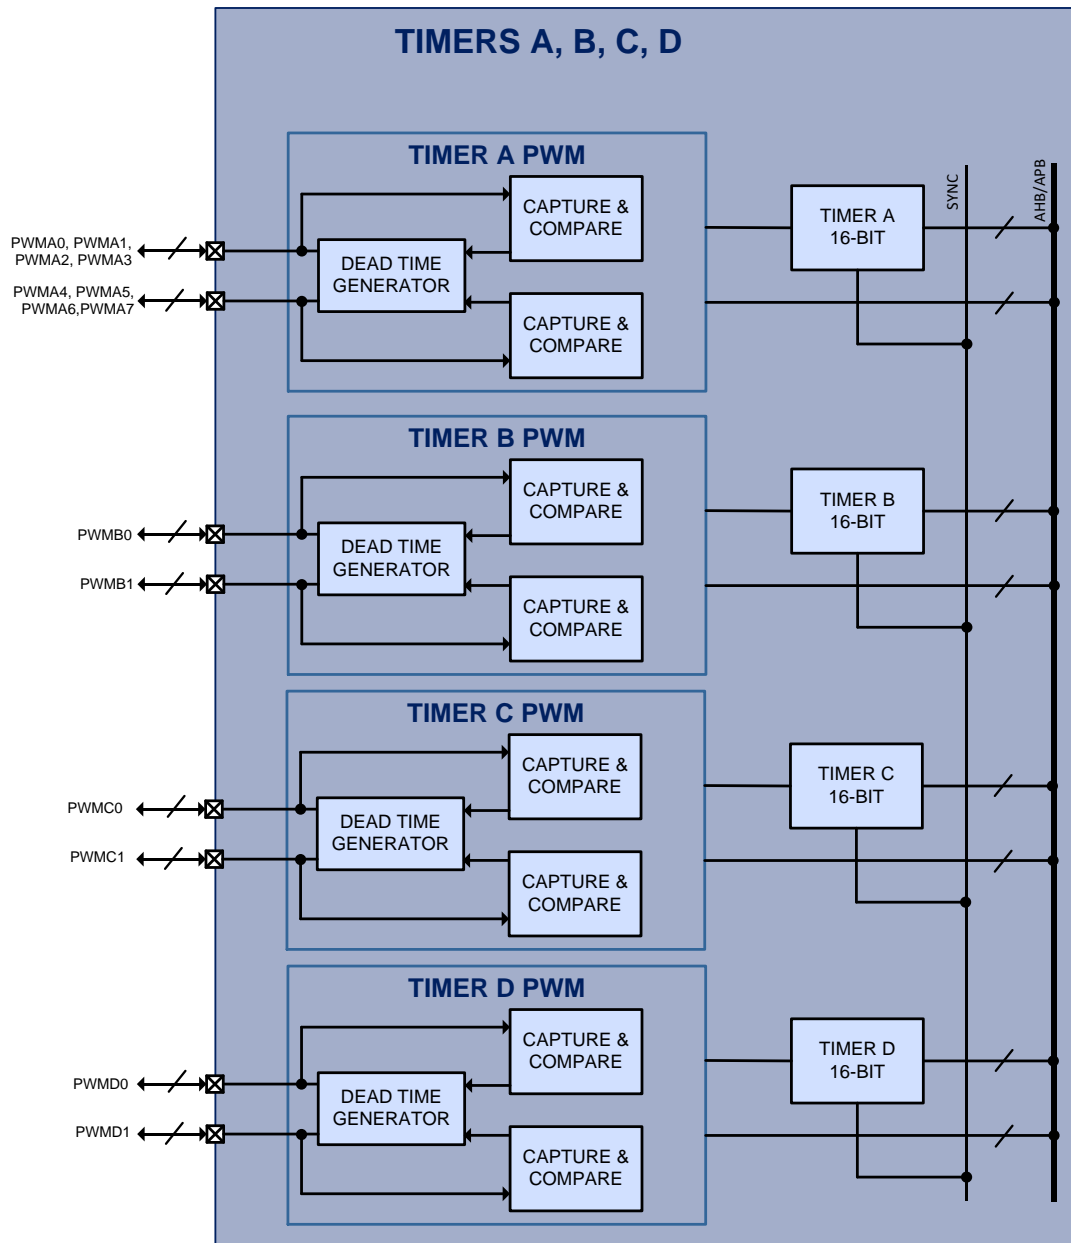 TIMERS A, B, C, D
SYNC
AHB/APB
TIMER A PWM
CAPTURE &
COMPARE
TIMER A
16-BIT
PWMA0, PWMA1,
PWMA2, PWMA3
DEAD TIME
GENERATOR
PWMA4, PWMA5,
PWMA6,PWMA7
CAPTURE &
COMPARE
TIMER B PWM
CAPTURE &
COMPARE
TIMER B
16-BIT
PWMB0
DEAD TIME
GENERATOR
PWMB1
CAPTURE &
COMPARE
TIMER C PWM
CAPTURE &
COMPARE
TIMER C
16-BIT
PWMC0
DEAD TIME
GENERATOR
PWMC1
CAPTURE &
COMPARE
TIMER D PWM
CAPTURE &
COMPARE
TIMER D
16-BIT
PWMD0
DEAD TIME
GENERATOR
PWMD1
CAPTURE &
COMPARE